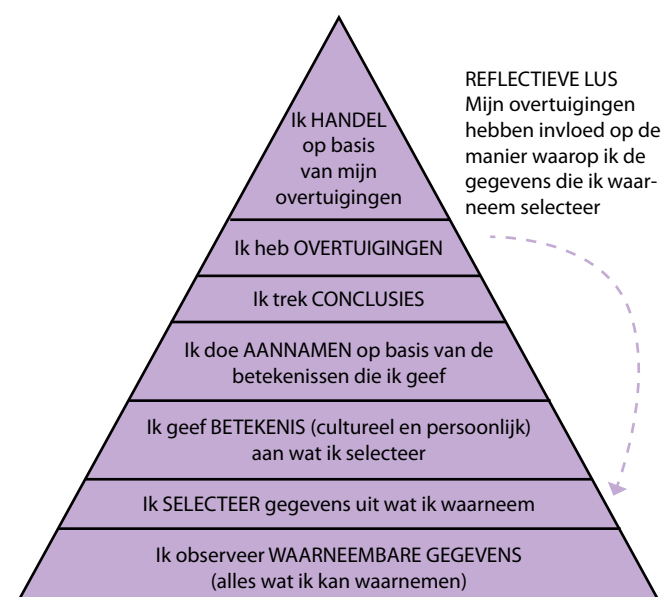 REFLECTIEVE LUS
Mijn overtuigingen
hebben invloed op de
manier waarop ik de
gegevens die ik waar-
neem selecteer
Ik HANDEL
op basis
van mijn
overtuigingen
Ik heb OVERTUIGINGEN
Ik trek CONCLUSIES
Ik doe AANNAMEN op basis van de
betekenissen die ik geef
Ik geef BETEKENIS (cultureel en persoonlijk)
aan wat ik selecteer
Ik SELECTEER gegevens uit wat ik waarneem
Ik observeer WAARNEEMBARE GEGEVENS
(alles wat ik kan waarnemen)